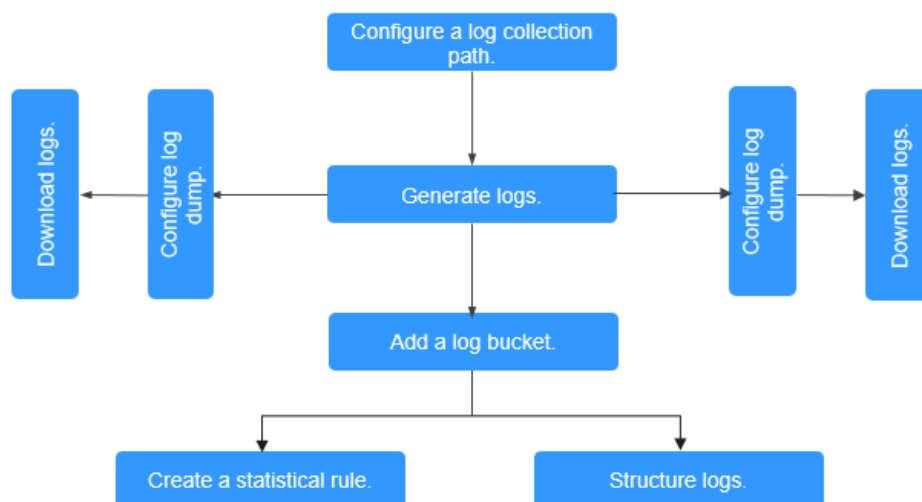 Configure a log collection
path.
Download logs.
Configure log
dump.
Generate logs.
Configure log
dump.
Download logs.
Add a log bucket.
Create a statistical rule.
Structure logs.